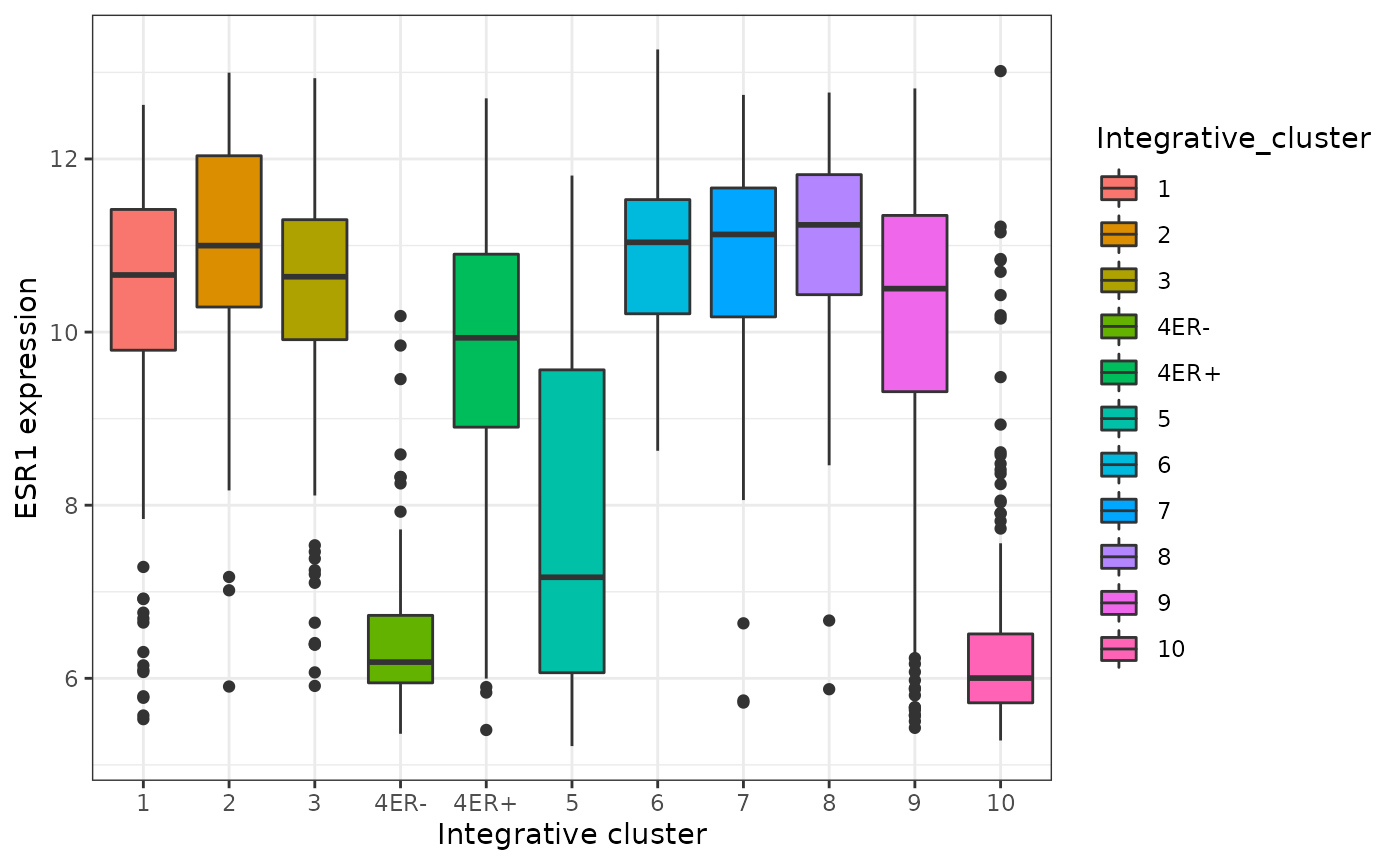 ESR1 expression
12
10
8
6
1 2 3 4ER- 4ER+ 5 6 7 8 9 10
Integrative cluster
Integrative_cluster
1
2
3
4ER-
4ER+
5
6
7
8
9
10